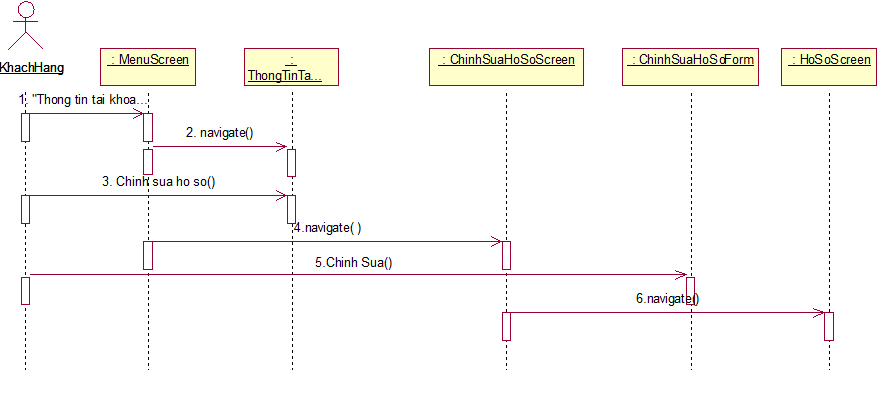 KhachHang
: MenuScreen
:
ThongTinTa...
: ChinhSuaHoSoScreen
: ChinhSuaHoSoForm
: HoSoScreen
1. "Thong tin tai khoa...
2. navigate()
3. Chinh sua ho so()
4.navigate( )
5.Chinh Sua()
6.navigate()